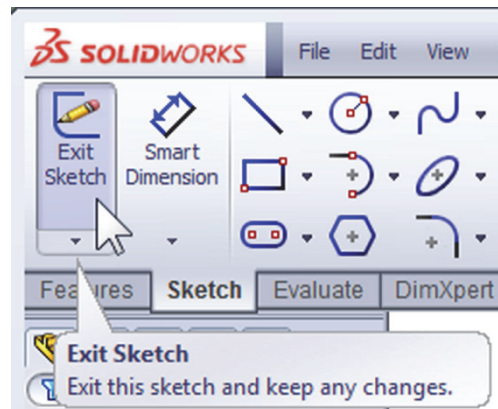 SOLIDWORKS
File Edit View
Exit Sketch
Smart Dimension
Features Sketch Evaluate DimXpert
Exit Sketch
Exit this sketch and keep any changes.